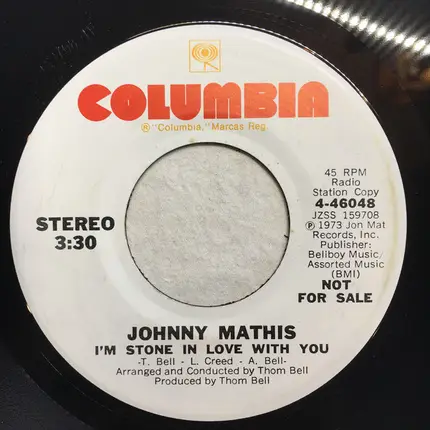 COLUMBIA
® "Columbia," Marcas Reg.
STEREO
3:30
45 RPM
Radio
Station Copy
4-46048
JZSS 159708
℗ 1973 Jon Mat
Records, Inc.
Publisher:
Bellboy Music/
Assorted Music
(BMI)
NOT
FOR SALE
JOHNNY MATHIS
I'M STONE IN LOVE WITH YOU
-T. Bell - L. Creed - A. Bell-
Arranged and Conducted by Thom Bell
Produced by Thom Bell